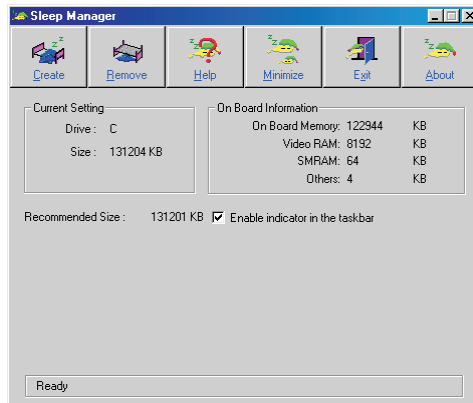 Sleep Manager
Create Remove Help Minimize Exit About
Current Setting
Drive : C
Size : 131204 KB
On Board Information
On Board Memory: 122944 KB
Video RAM: 8192 KB
SMRAM: 64 KB
Others: 4 KB
Recommended Size : 131201 KB Enable indicator in the taskbar
Ready